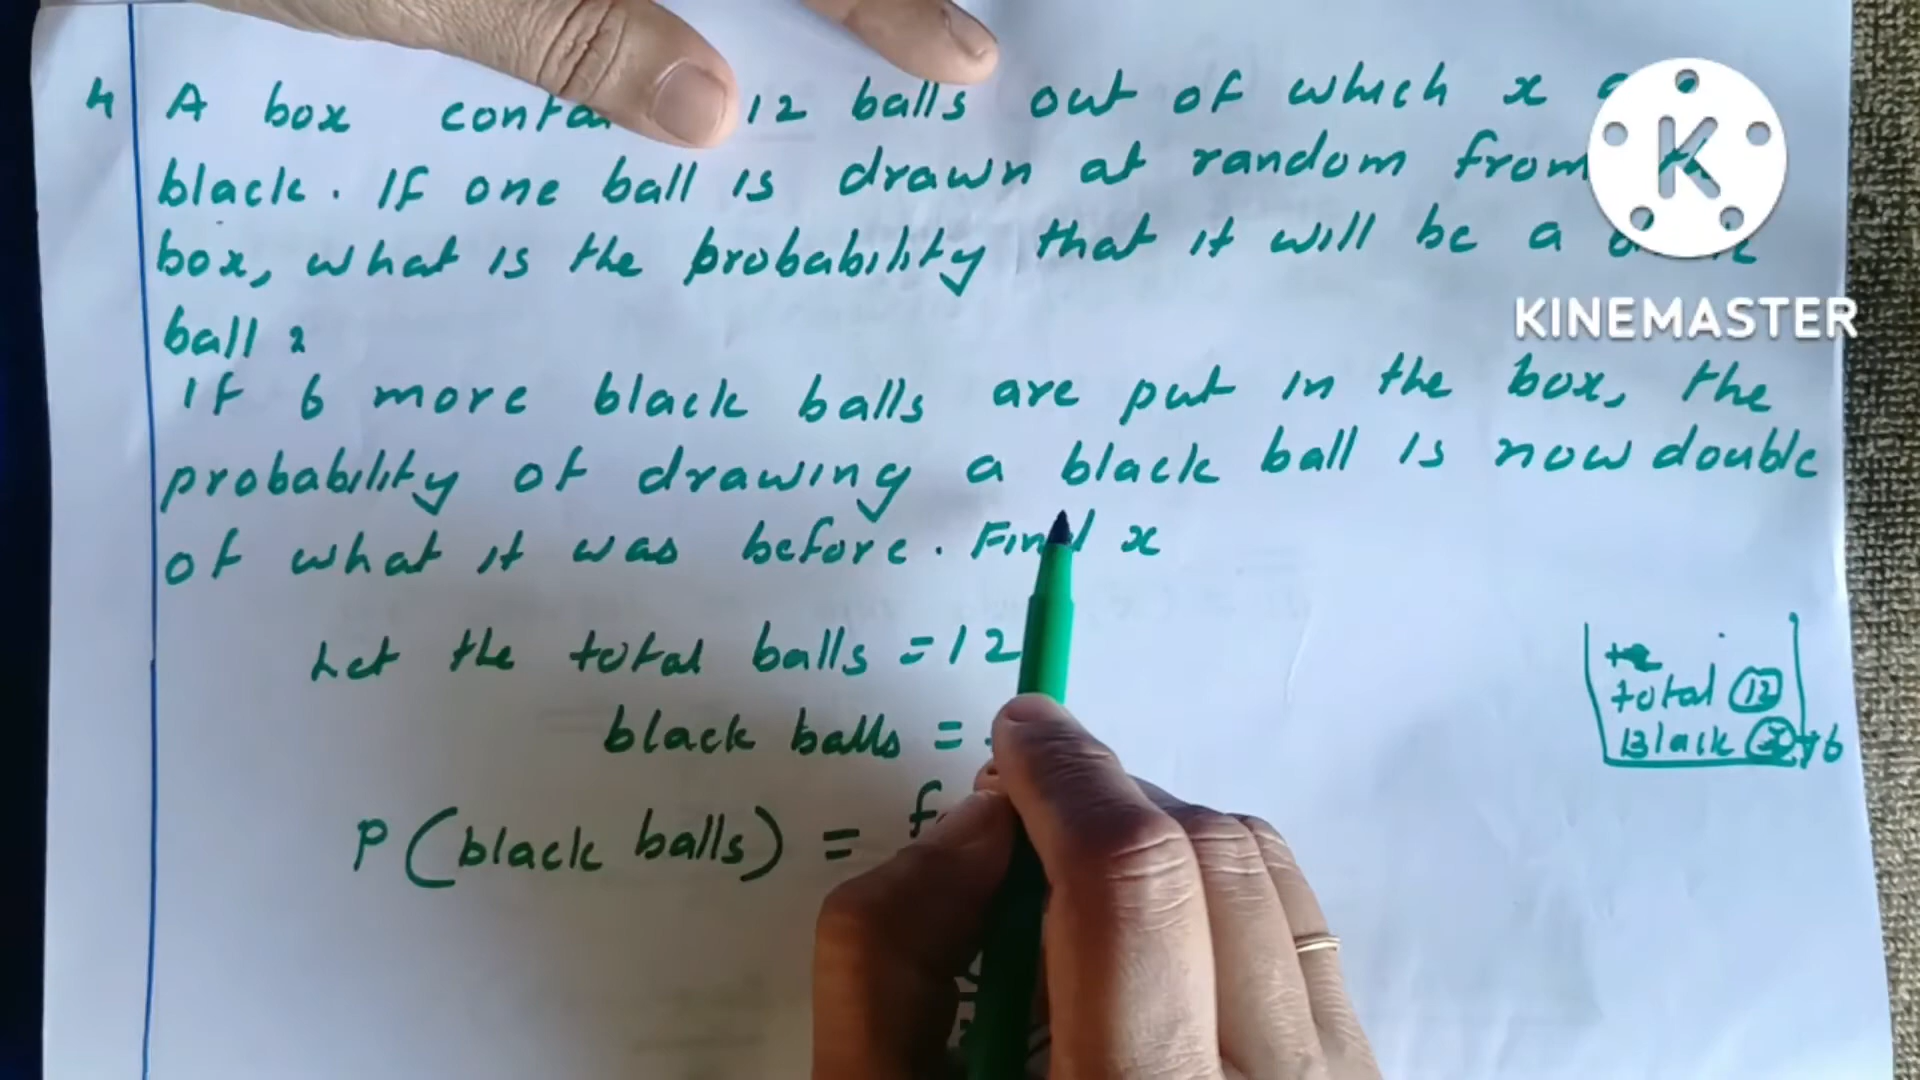 4 A box 12 balls out of which x
black. If one ball is drawn at random from
box, what is the probability that it will be a
ball ?
If 6 more black balls are put in the box, the
probability of drawing a black ball is now double
of what it was before. Find x
Let the total balls = 12
black balls =
P (black balls) =
total 12
Black x + 6
K
KINEMASTER